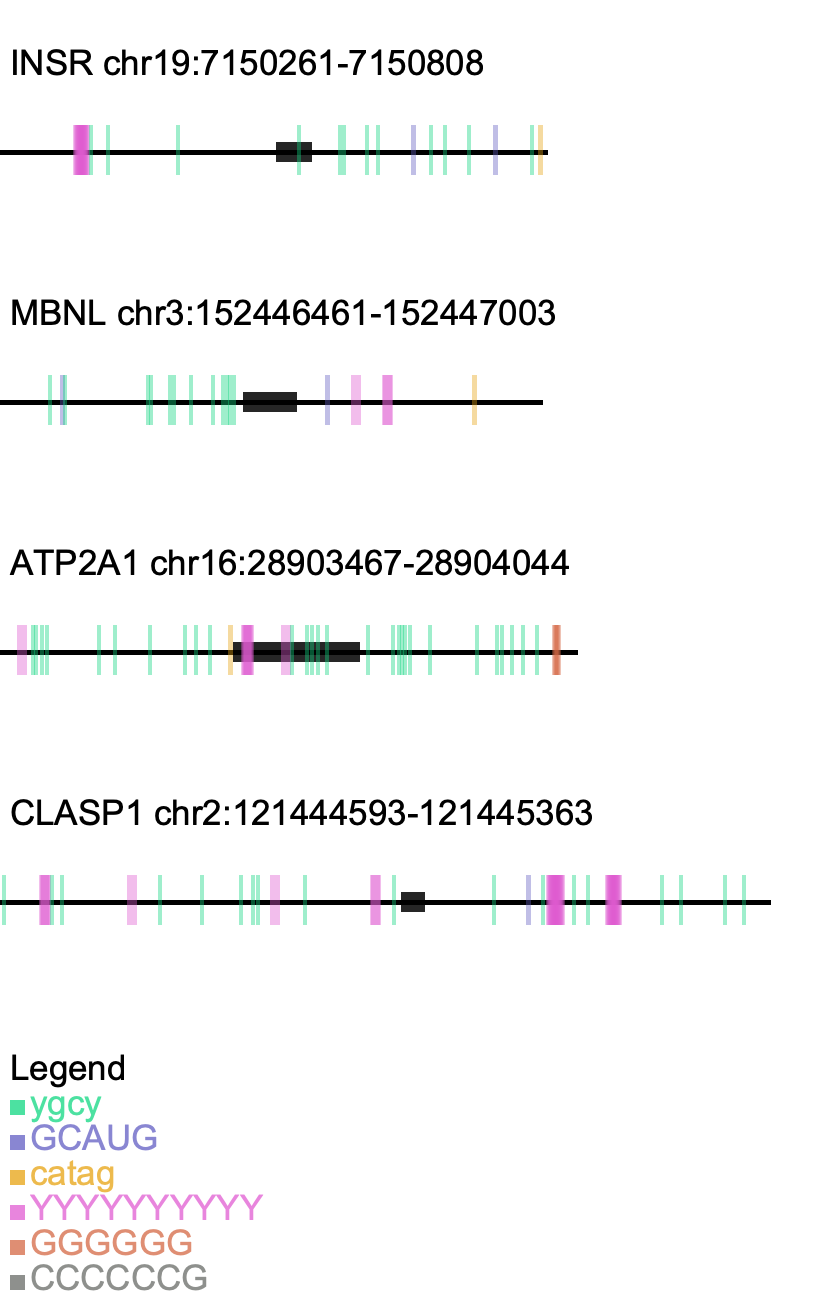 INSR chr19:7150261-7150808
MBNL chr3:152446461-152447003
ATP2A1 chr16:28903467-28904044
CLASP1 chr2:121444593-121445363
Legend
ygcy
GCAUG
catag
YYYYYYYYYY
GGGGGG
CCCCCCG